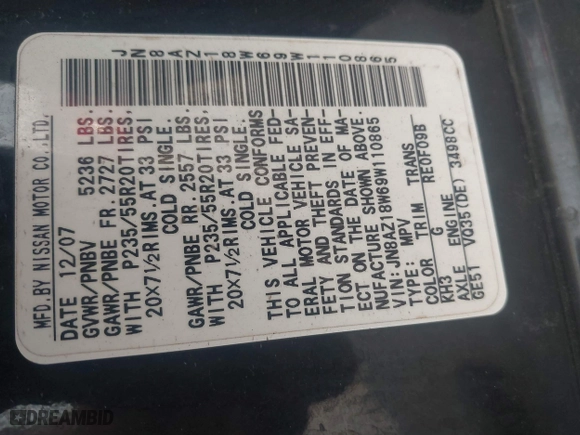 JN8AZ18W69W110865
MFD.BY NISSAN MOTOR CO.,LTD.
DATE 12/07
GVWR/PNBV 5236 LBS.
GAWR/PNBE FR.2727 LBS.
WITH P235/55R20TIRES,
20X7½RIMS AT 33 PSI
COLD SINGLE.
GAWR/PNBE RR.2557 LBS.
WITH P235/55R20TIRES,
20X7½RIMS AT 33 PSI
COLD SINGLE.
THIS VEHICLE CONFORMS
TO ALL APPLICABLE FED-
ERAL MOTOR VEHICLE SA-
FETY AND THEFT PREVEN-
TION STANDARDS IN EFF-
ECT ON THE DATE OF MA-
NUFACTURE SHOWN ABOVE.
VIN:JN8AZ18W69W110865
TYPE: MPV
COLOR TRIM TRANS
KH3 G RE0F09B
AXLE ENGINE
GE51 VQ35(DE) 3498CC
DREAMBID